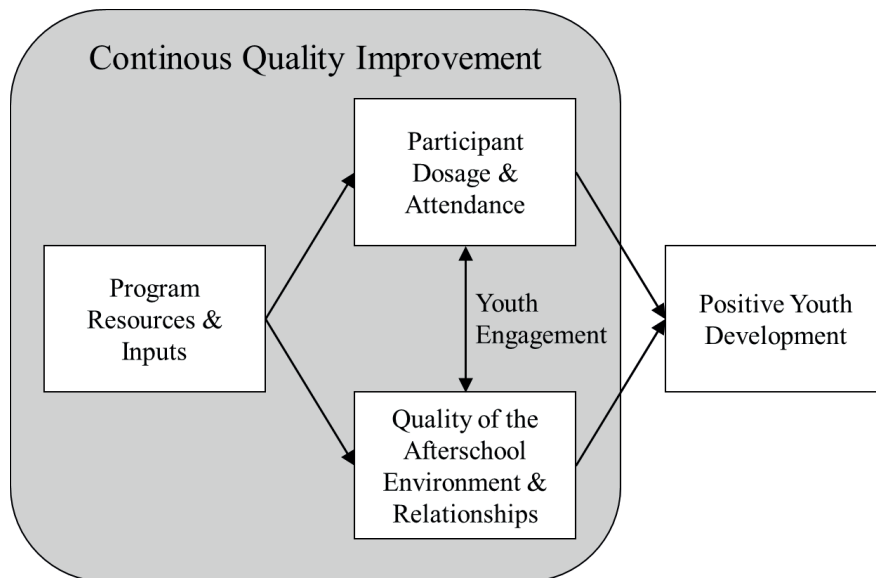 Continous Quality Improvement
Participant
Dosage &
Attendance
Program
Resources &
Inputs
Youth
Engagement
Positive Youth
Development
Quality of the
Afterschool
Environment &
Relationships